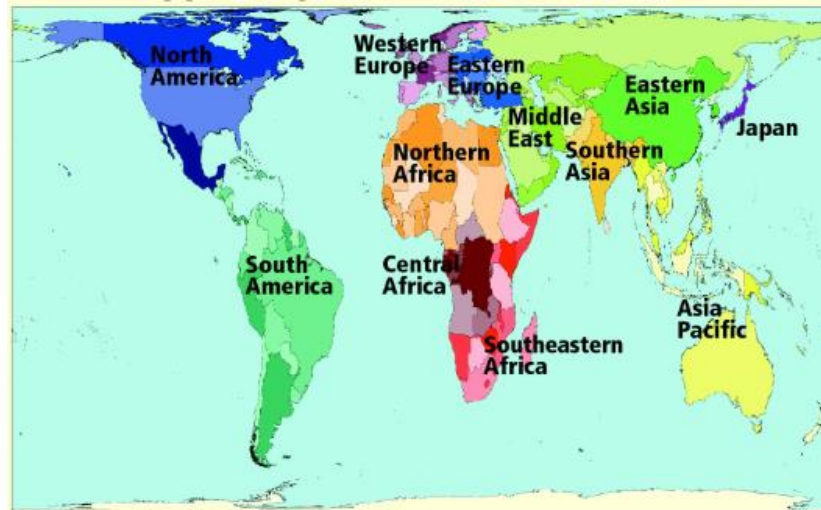 North
America
Western
Europe
Eastern
Europe
Middle
East
Eastern
Asia
Japan
Northern
Africa
Southern
Asia
South
America
Central
Africa
Asia
Pacific
Southeastern
Africa